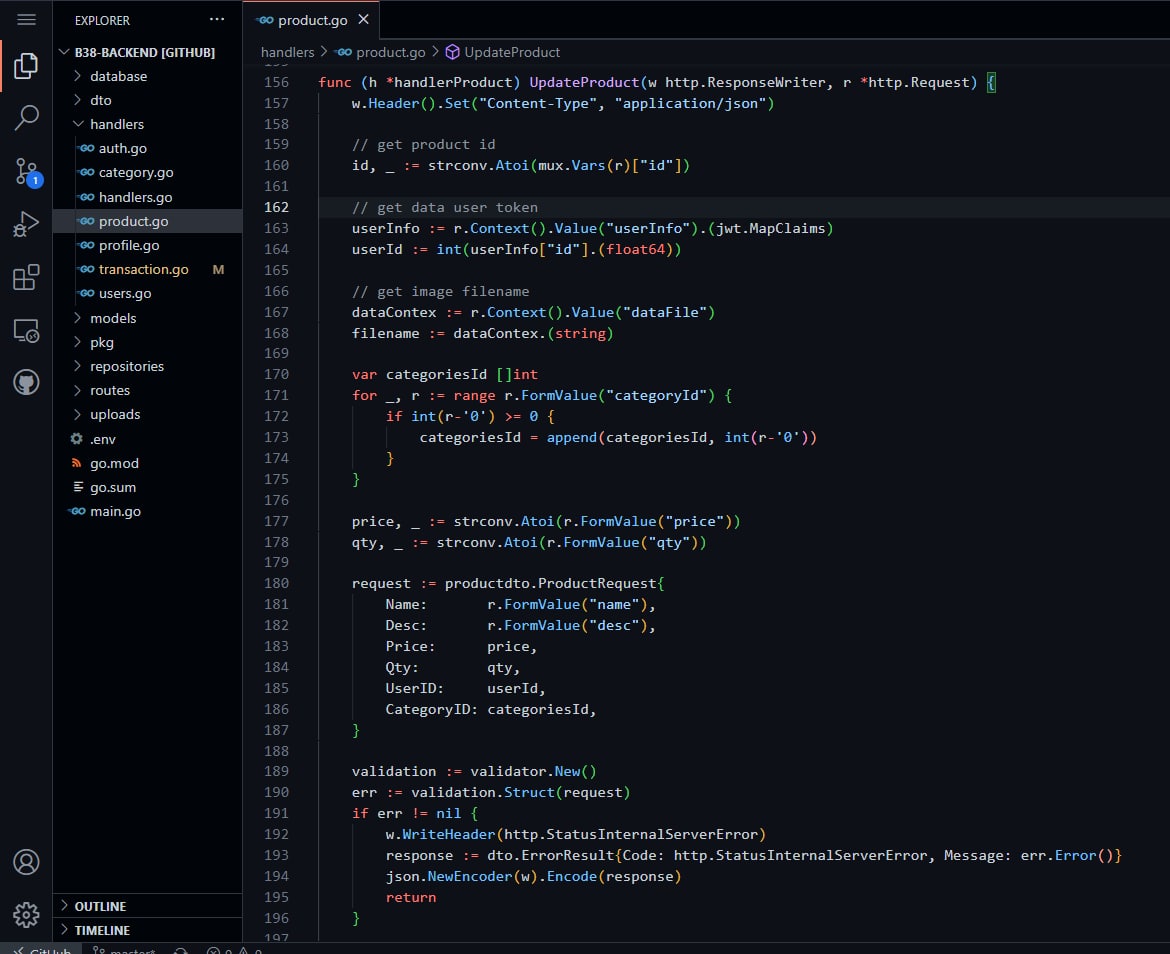 EXPLORER
product.go
B38-BACKEND [GITHUB]
handlers > product.go > UpdateProduct
database
dto
handlers
auth.go
category.go
handlers.go
product.go
profile.go
transaction.go M
users.go
models
pkg
repositories
routes
uploads
.env
go.mod
go.sum
main.go
OUTLINE
TIMELINE
1
156 func (h *handlerProduct) UpdateProduct(w http.ResponseWriter, r *http.Request) {
157 w.Header().Set("Content-Type", "application/json")
158
159 // get product id
160 id, _ := strconv.Atoi(mux.Vars(r)["id"])
161
162 // get data user token
163 userInfo := r.Context().Value("userInfo").(jwt.MapClaims)
164 userId := int(userInfo["id"].(float64))
165
166 // get image filename
167 dataContex := r.Context().Value("dataFile")
168 filename := dataContex.(string)
169
170 var categoriesId []int
171 for _, r := range r.FormValue("categoryId") {
172 if int(r-'0') >= 0 {
173 categoriesId = append(categoriesId, int(r-'0'))
174 }
175 }
176
177 price, _ := strconv.Atoi(r.FormValue("price"))
178 qty, _ := strconv.Atoi(r.FormValue("qty"))
179
180 request := productdto.ProductRequest{
181 Name: r.FormValue("name"),
182 Desc: r.FormValue("desc"),
183 Price: price,
184 Qty: qty,
185 UserID: userId,
186 CategoryID: categoriesId,
187 }
188
189 validation := validator.New()
190 err := validation.Struct(request)
191 if err != nil {
192 w.WriteHeader(http.StatusInternalServerError)
193 response := dto.ErrorResult{Code: http.StatusInternalServerError, Message: err.Error()}
194 json.NewEncoder(w).Encode(response)
195 return
196 }
197
GitHub master* 0 0